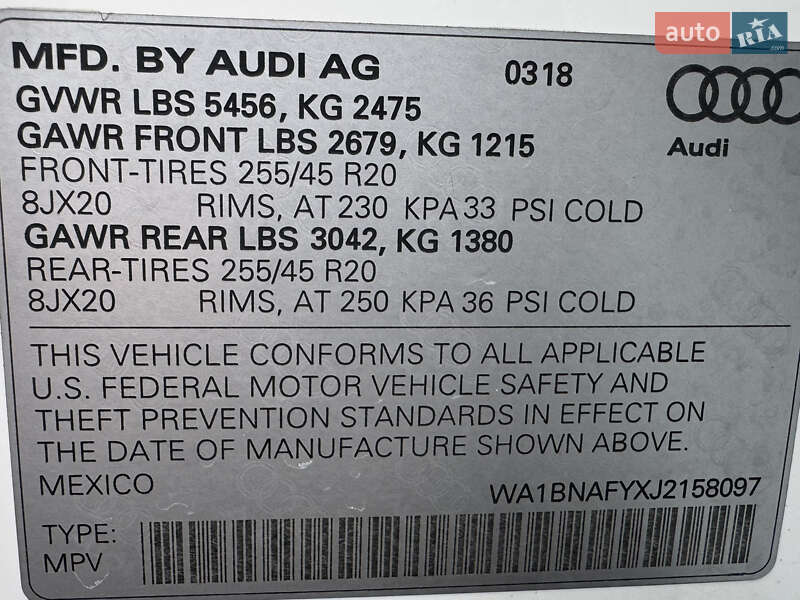 auto RIA.com
MFD. BY AUDI AG 0318
GVWR LBS 5456, KG 2475
GAWR FRONT LBS 2679, KG 1215
Audi
FRONT-TIRES 255/45 R20
8JX20 RIMS, AT 230 KPA 33 PSI COLD
GAWR REAR LBS 3042, KG 1380
REAR-TIRES 255/45 R20
8JX20 RIMS, AT 250 KPA 36 PSI COLD
THIS VEHICLE CONFORMS TO ALL APPLICABLE
U.S. FEDERAL MOTOR VEHICLE SAFETY AND
THEFT PREVENTION STANDARDS IN EFFECT ON
THE DATE OF MANUFACTURE SHOWN ABOVE.
MEXICO WA1BNAFYXJ2158097
TYPE:
MPV